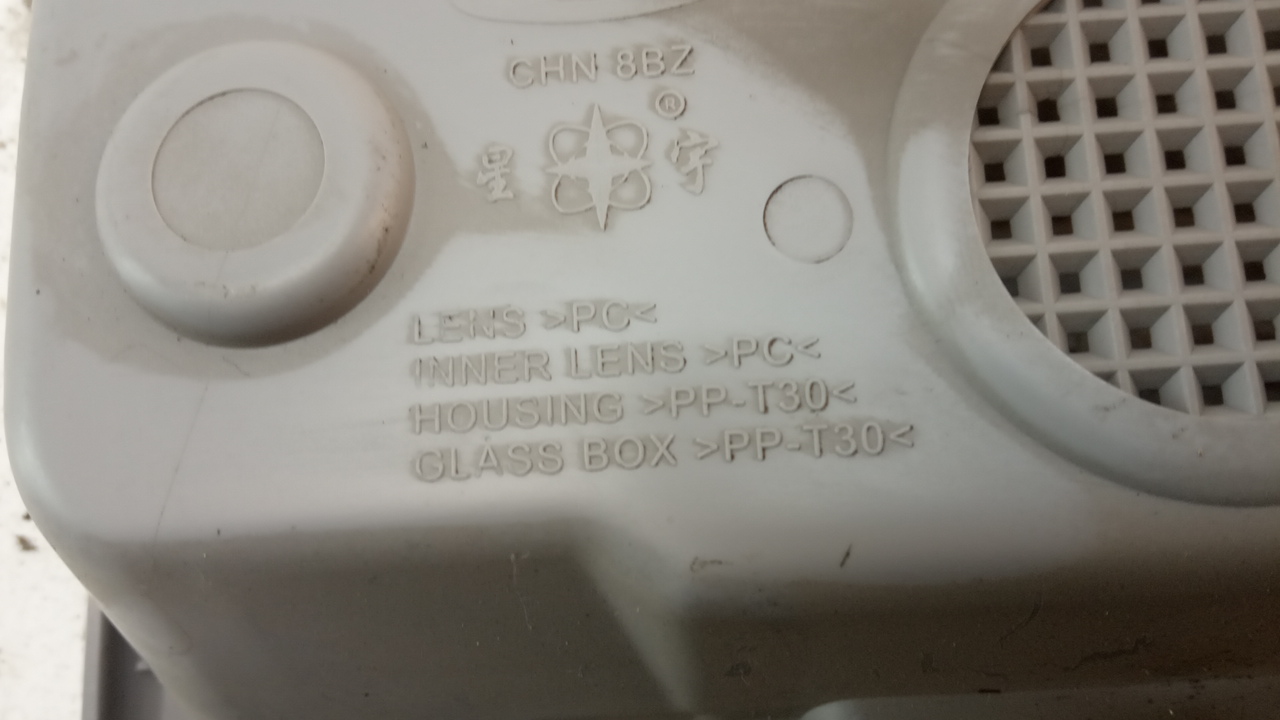 CHN 8BZ
®
星 宇
LENS >PC<
INNER LENS >PC<
HOUSING >PP-T30<
GLASS BOX >PP-T30<